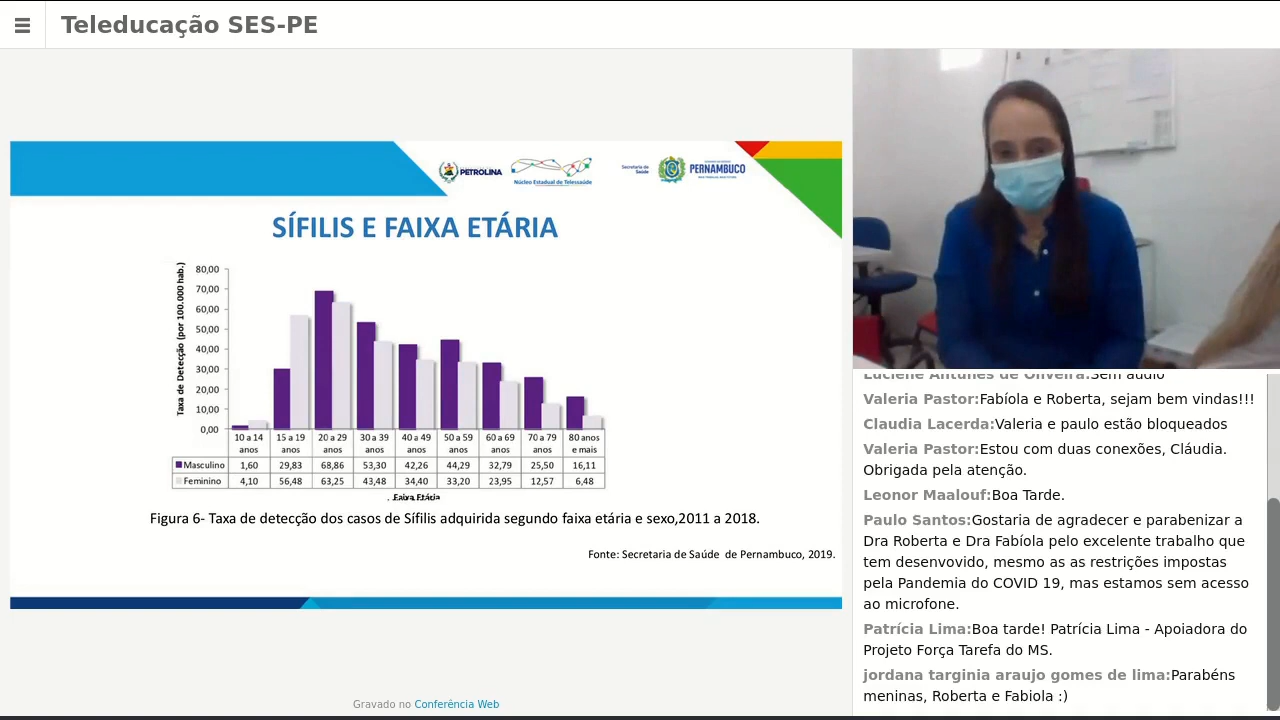 Teleducação SES-PE
PETROLINA
Núcleo Estadual de Telessaúde
Secretaria de
Saúde
PERNAMBUCO
SÍFILIS E FAIXA ETÁRIA
Taxa de Detecção (por 100.000 hab.)
80,00
70,00
60,00
50,00
40,00
30,00
20,00
10,00
0,00
10 a 14 anos 15 a 19 anos 20 a 29 anos 30 a 39 anos 40 a 49 anos 50 a 59 anos 60 a 69 anos 70 a 79 anos 80 anos e mais
Masculino 1,60 29,83 68,86 53,30 42,26 44,29 32,79 25,50 16,11
Feminino 4,10 56,48 63,25 43,48 34,40 33,20 23,95 12,57 6,48
Faixa Etária
Figura 6- Taxa de detecção dos casos de Sífilis adquirida segundo faixa etária e sexo,2011 a 2018.
Fonte: Secretaria de Saúde de Pernambuco, 2019.
Gravado no Conferência Web
Luciene Antunes de Oliveira:Sem audio
Valeria Pastor:Fabíola e Roberta, sejam bem vindas!!!
Claudia Lacerda:Valeria e paulo estão bloqueados
Valeria Pastor:Estou com duas conexões, Cláudia.
Obrigada pela atenção.
Leonor Maalouf:Boa Tarde.
Paulo Santos:Gostaria de agradecer e parabenizar a
Dra Roberta e Dra Fabíola pelo excelente trabalho que
tem desenvovido, mesmo as as restrições impostas
pela Pandemia do COVID 19, mas estamos sem acesso
ao microfone.
Patrícia Lima:Boa tarde! Patrícia Lima - Apoiadora do
Projeto Força Tarefa do MS.
jordana targinia araujo gomes de lima:Parabéns
meninas, Roberta e Fabiola :)